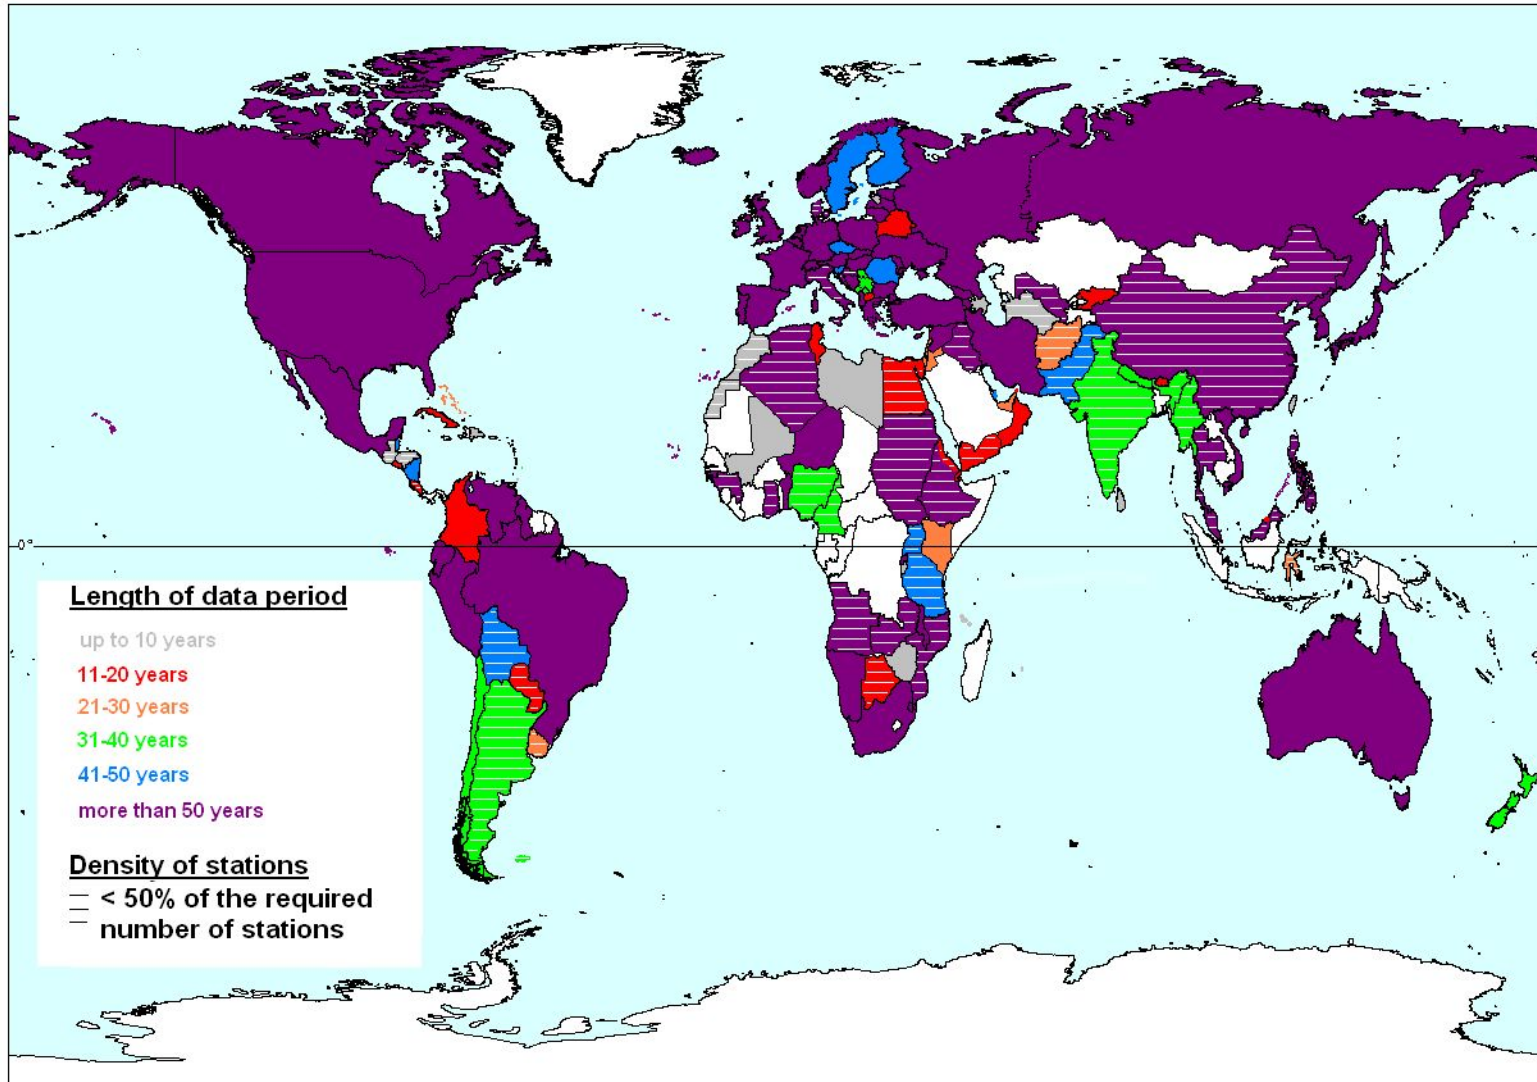 0°
Length of data period
up to 10 years
11-20 years
21-30 years
31-40 years
41-50 years
more than 50 years
Density of stations
< 50% of the required
number of stations